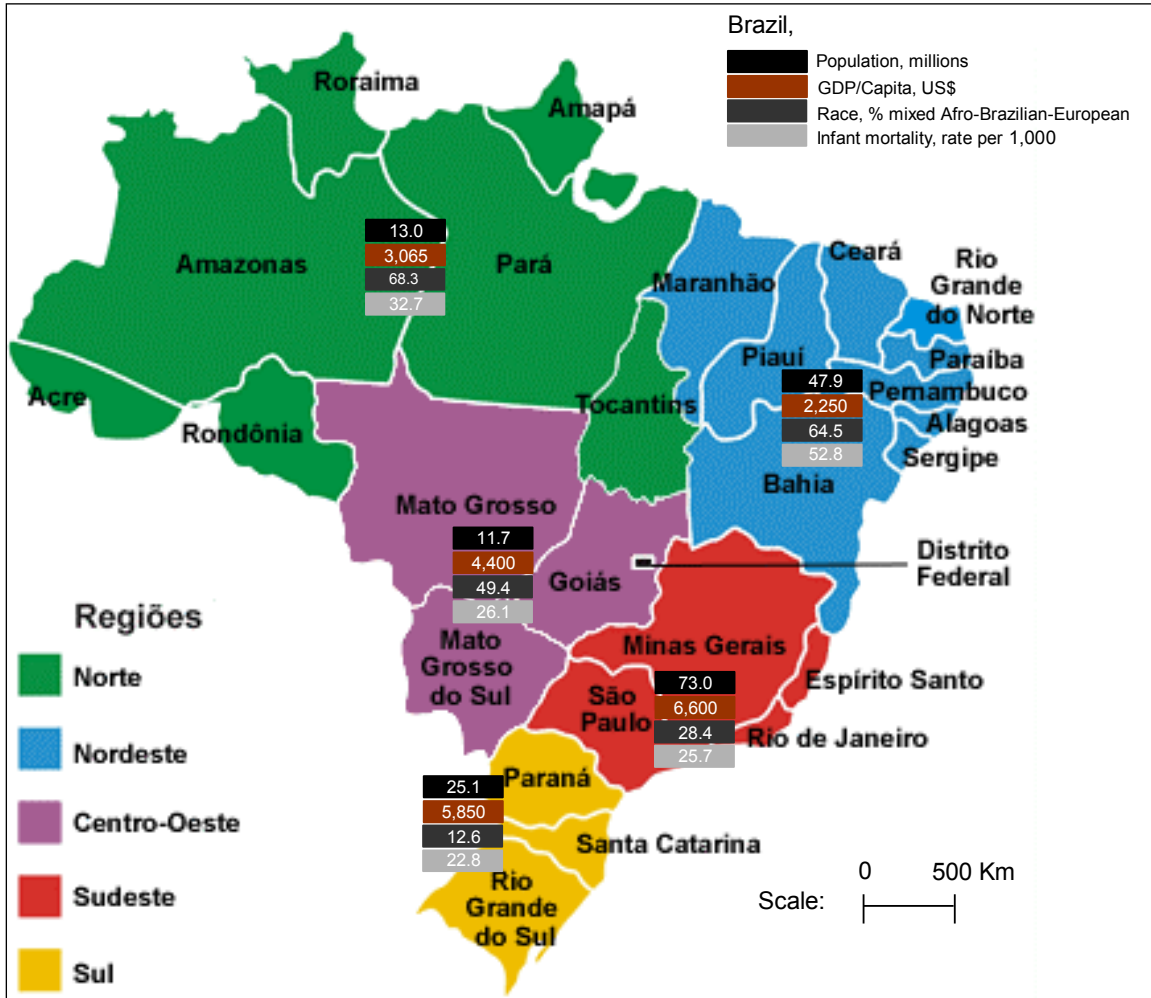 Brazil,
Population, millions
GDP/Capita, US$
Race, % mixed Afro-Brazilian-European
Infant mortality, rate per 1,000
Roraima
Amapá
Amazonas
Pará
13.0
3,065
68.3
32.7
Maranhão
Ceará
Rio
Grande
do Norte
Acre
Rondônia
Tocantins
Piauí
Paraíba
Pernambuco
Alagoas
Sergipe
Bahia
47.9
2,250
64.5
52.8
Mato Grosso
11.7
4,400
49.4
26.1
Goiás
Distrito
Federal
Mato
Grosso
do Sul
Minas Gerais
Espírito Santo
São
Paulo
Rio de Janeiro
73.0
6,600
28.4
25.7
25.1
5,850
12.6
22.8
Paraná
Santa Catarina
Rio
Grande
do Sul
Regiões
Norte
Nordeste
Centro-Oeste
Sudeste
Sul
0 500 Km
Scale: